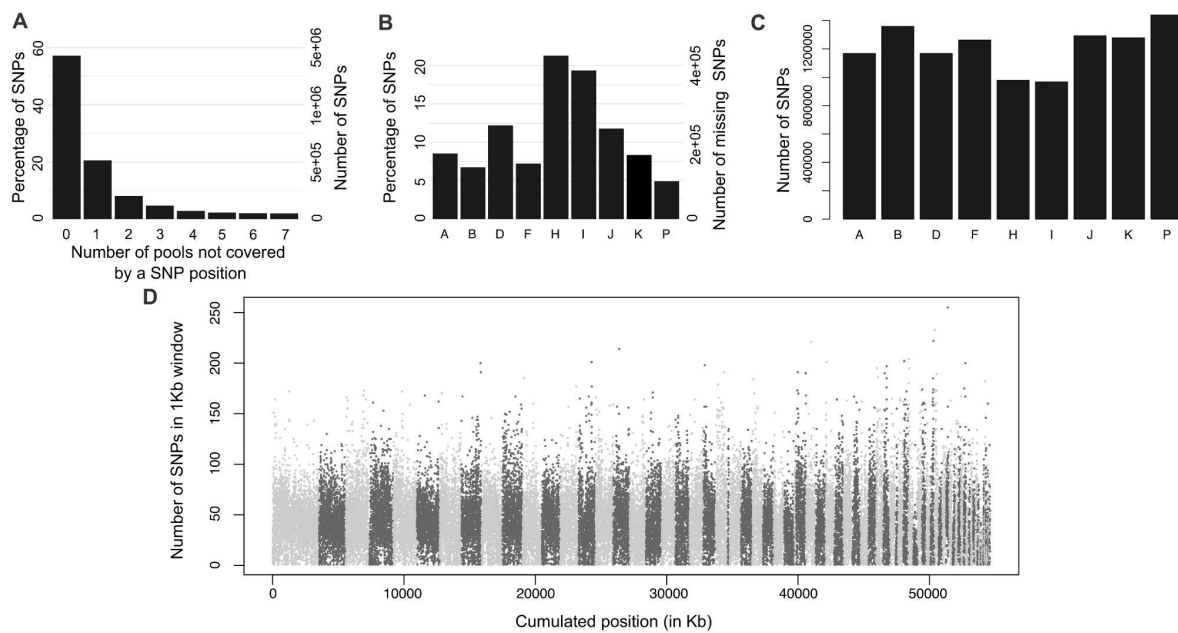 A
Percentage of SNPs
60
20
0
5e+06
1e+06
5e+05
0
Number of SNPs
0 1 2 3 4 5 6 7
Number of pools not covered
by a SNP position
B
Percentage of SNPs
20
15
10
5
0
4e+05
2e+05
0
Number of missing SNPs
A B D F H I J K P
C
Number of SNPs
1200000
800000
400000
0
A B D F H I J K P
D
Number of SNPs in 1Kb window
250
200
150
100
50
0
0 10000 20000 30000 40000 50000
Cumulated position (in Kb)